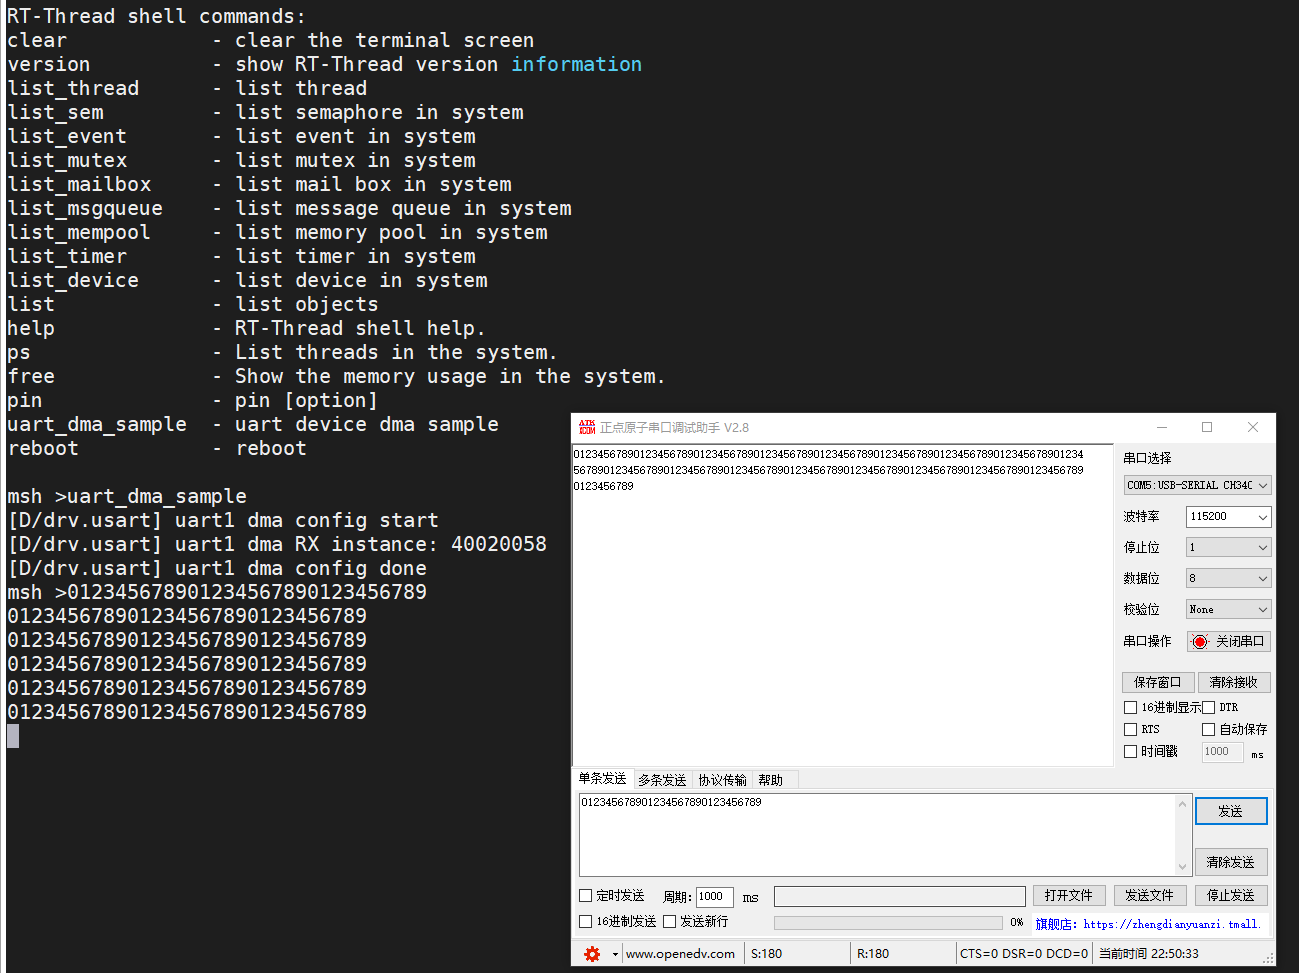 RT-Thread shell commands:
clear            - clear the terminal screen
version          - show RT-Thread version information
list_thread      - list thread
list_sem         - list semaphore in system
list_event       - list event in system
list_mutex       - list mutex in system
list_mailbox     - list mail box in system
list_msgqueue    - list message queue in system
list_mempool     - list memory pool in system
list_timer       - list timer in system
list_device      - list device in system
list             - list objects
help             - RT-Thread shell help.
ps               - List threads in the system.
free             - Show the memory usage in the system.
pin              - pin [option]
uart_dma_sample  - uart device dma sample
reboot           - reboot
msh >uart_dma_sample
[D/drv.usart] uart1 dma config start
[D/drv.usart] uart1 dma RX instance: 40020058
[D/drv.usart] uart1 dma config done
msh >012345678901234567890123456789
012345678901234567890123456789
012345678901234567890123456789
012345678901234567890123456789
012345678901234567890123456789
012345678901234567890123456789
ATK XCOM 正点原子串口调试助手 V2.8
0123456789012345678901234567890123456789012345678901234567890123456789012345678901234
5678901234567890123456789012345678901234567890123456789012345678901234567890123456789
0123456789
串口选择
COM5:USB-SERIAL CH34C
波特率 115200
停止位 1
数据位 8
校验位 None
串口操作 关闭串口
保存窗口 清除接收
16进制显示 DTR
RTS 自动保存
时间戳 1000 ms
单条发送 多条发送 协议传输 帮助
012345678901234567890123456789
发送
清除发送
定时发送 周期: 1000 ms 打开文件 发送文件 停止发送
16进制发送 发送新行 0% 旗舰店：https://zhengdianyuanzi.tmall.
www.openedv.com S:180 R:180 CTS=0 DSR=0 DCD=0 当前时间 22:50:33